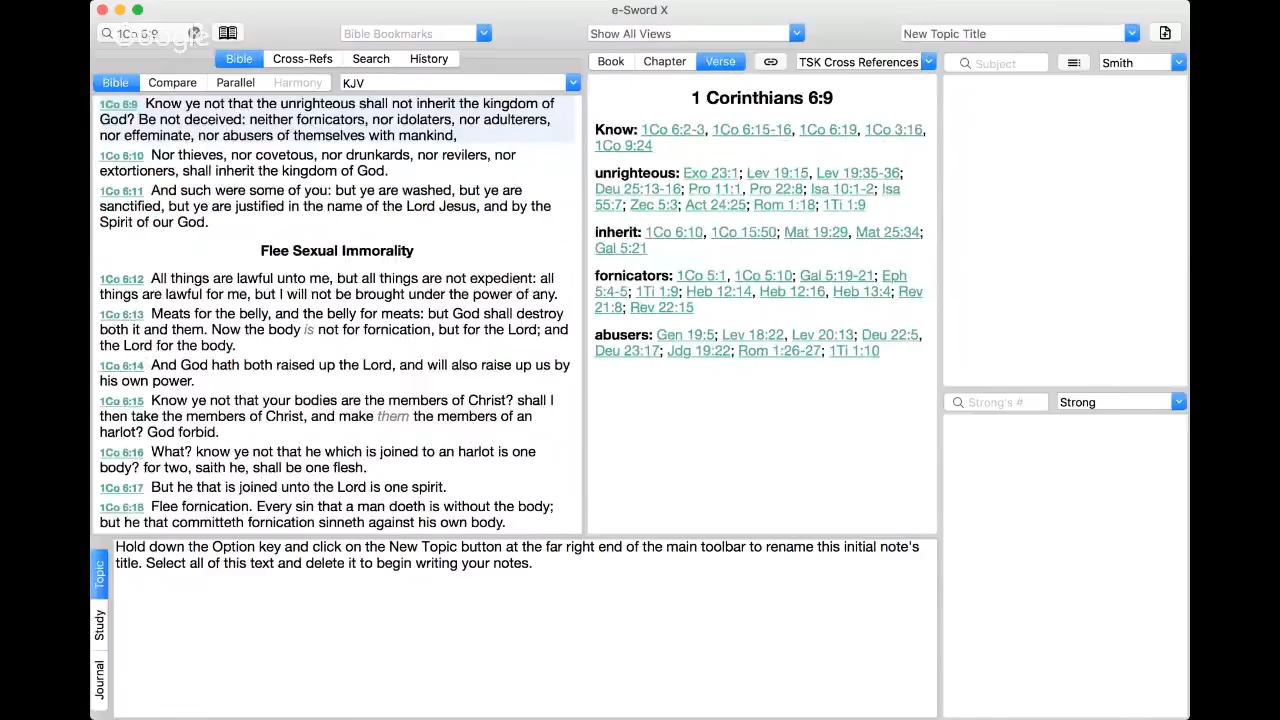 e-Sword X
1Co 6:9
Google
Bible Bookmarks
Show All Views
New Topic Title
Bible Cross-Refs Search History
Book Chapter Verse
TSK Cross References
Subject
Smith
Bible Compare Parallel Harmony KJV
1Co 6:9 Know ye not that the unrighteous shall not inherit the kingdom of
God? Be not deceived: neither fornicators, nor idolaters, nor adulterers,
nor effeminate, nor abusers of themselves with mankind,
1Co 6:10 Nor thieves, nor covetous, nor drunkards, nor revilers, nor
extortioners, shall inherit the kingdom of God.
1Co 6:11 And such were some of you: but ye are washed, but ye are
sanctified, but ye are justified in the name of the Lord Jesus, and by the
Spirit of our God.
Flee Sexual Immorality
1Co 6:12 All things are lawful unto me, but all things are not expedient: all
things are lawful for me, but I will not be brought under the power of any.
1Co 6:13 Meats for the belly, and the belly for meats: but God shall destroy
both it and them. Now the body is not for fornication, but for the Lord; and
the Lord for the body.
1Co 6:14 And God hath both raised up the Lord, and will also raise up us by
his own power.
1Co 6:15 Know ye not that your bodies are the members of Christ? shall I
then take the members of Christ, and make them the members of an
harlot? God forbid.
1Co 6:16 What? know ye not that he which is joined to an harlot is one
body? for two, saith he, shall be one flesh.
1Co 6:17 But he that is joined unto the Lord is one spirit.
1Co 6:18 Flee fornication. Every sin that a man doeth is without the body;
but he that committeth fornication sinneth against his own body.
1 Corinthians 6:9
Know: 1Co 6:2-3, 1Co 6:15-16, 1Co 6:19, 1Co 3:16,
1Co 9:24
unrighteous: Exo 23:1; Lev 19:15, Lev 19:35-36;
Deu 25:13-16; Pro 11:1, Pro 22:8; Isa 10:1-2; Isa
55:7; Zec 5:3; Act 24:25; Rom 1:18; 1Ti 1:9
inherit: 1Co 6:10, 1Co 15:50; Mat 19:29, Mat 25:34;
Gal 5:21
fornicators: 1Co 5:1, 1Co 5:10; Gal 5:19-21; Eph
5:4-5; 1Ti 1:9; Heb 12:14, Heb 12:16, Heb 13:4; Rev
21:8; Rev 22:15
abusers: Gen 19:5; Lev 18:22, Lev 20:13; Deu 22:5,
Deu 23:17; Jdg 19:22; Rom 1:26-27; 1Ti 1:10
Strong's #
Strong
Topic
Study
Journal
Hold down the Option key and click on the New Topic button at the far right end of the main toolbar to rename this initial note's
title. Select all of this text and delete it to begin writing your notes.